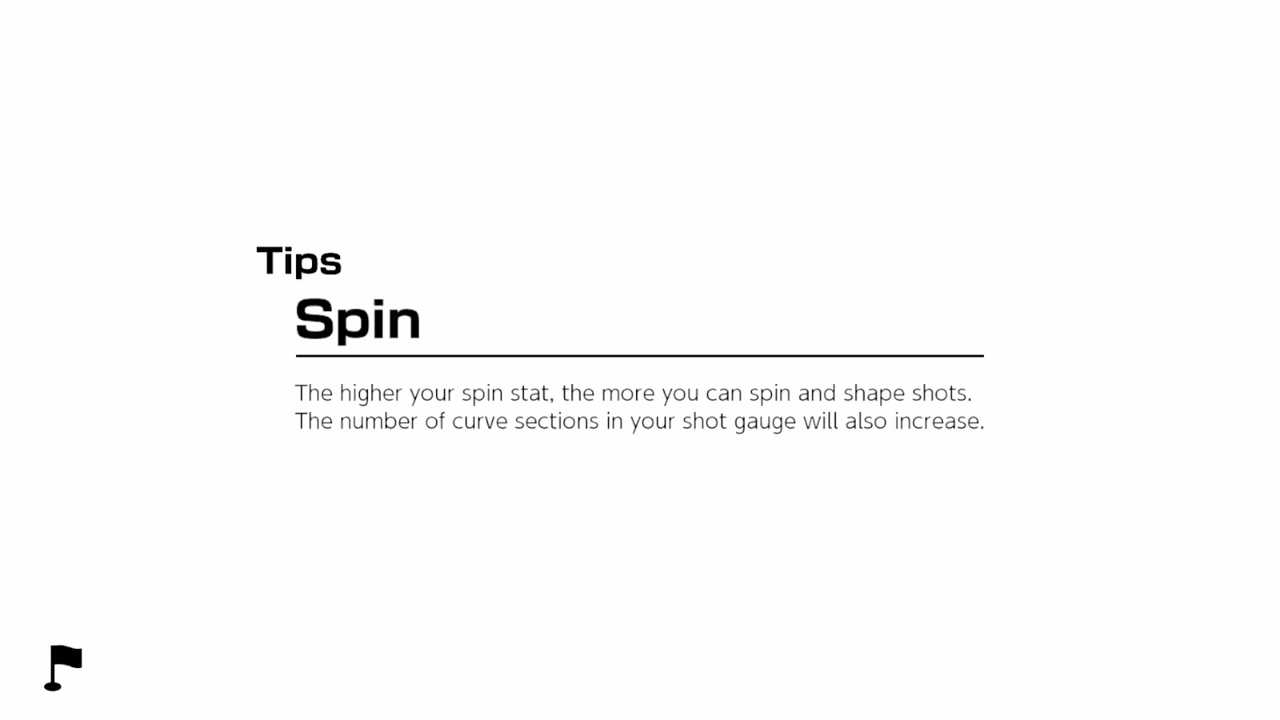 Tips
Spin
The higher your spin stat, the more you can spin and shape shots.
The number of curve sections in your shot gauge will also increase.